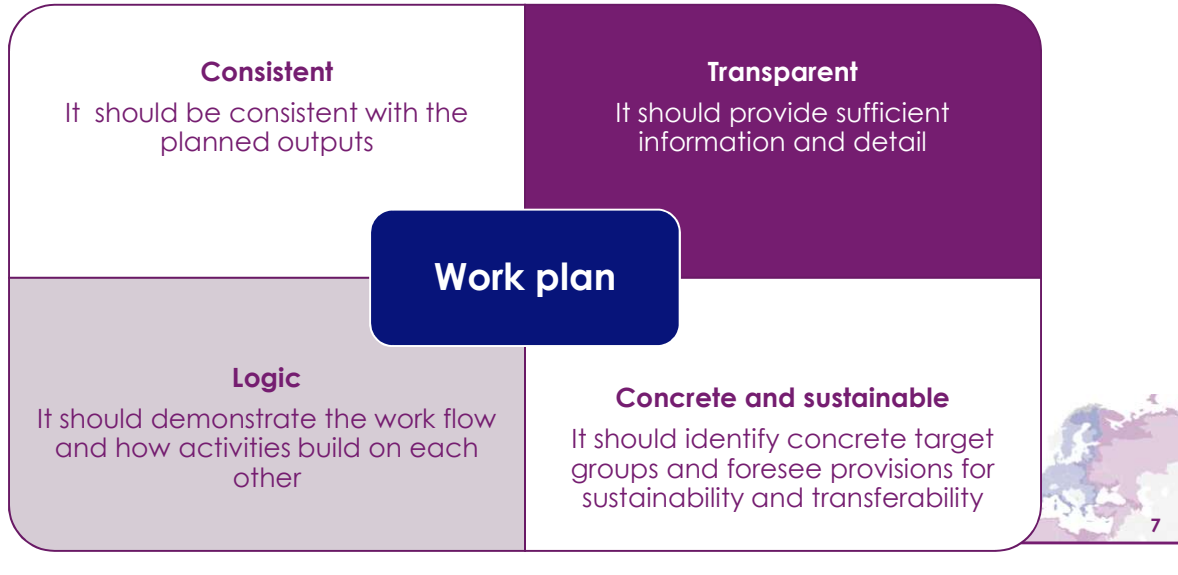 Consistent
It should be consistent with the
planned outputs
Transparent
It should provide sufficient
information and detail
Work plan
Logic
It should demonstrate the work flow
and how activities build on each
other
Concrete and sustainable
It should identify concrete target
groups and foresee provisions for
sustainability and transferability
7